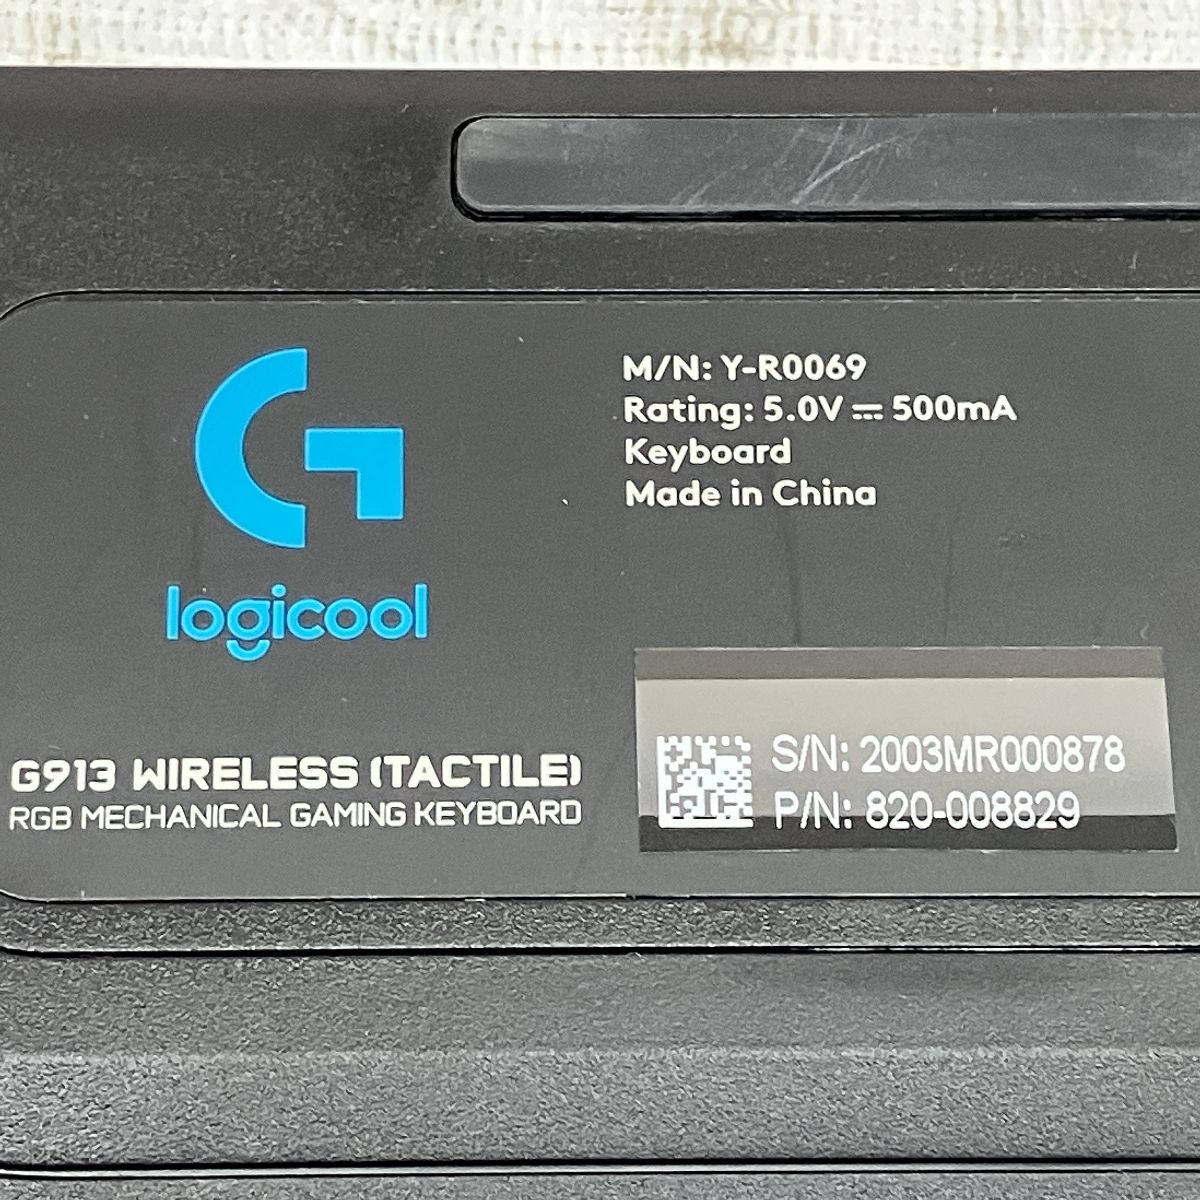 logicool
G913 WIRELESS (TACTILE)
RGB MECHANICAL GAMING KEYBOARD
M/N: Y-R0069
Rating: 5.0V ⎓ 500mA
Keyboard
Made in China
S/N: 2003MR000878
P/N: 820-008829